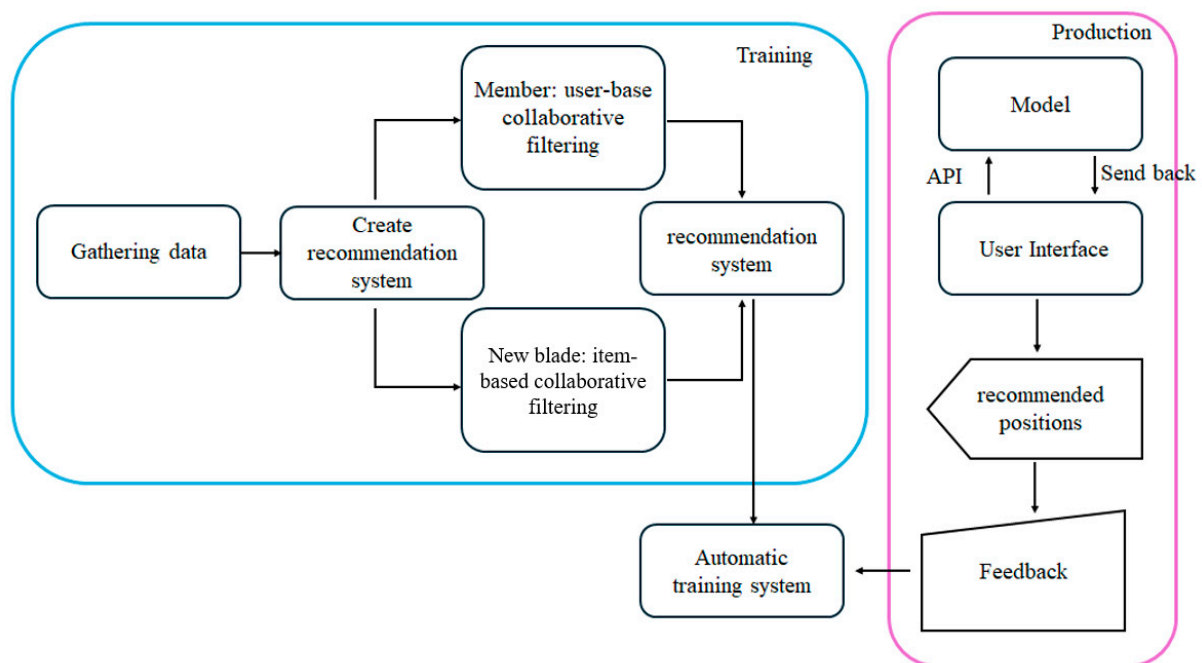 Training
Member: user-base
collaborative
filtering
Gathering data
Create
recommendation
system
recommendation
system
New blade: item-
based collaborative
filtering
Automatic
training system
Production
Model
API
Send back
User Interface
recommended
positions
Feedback